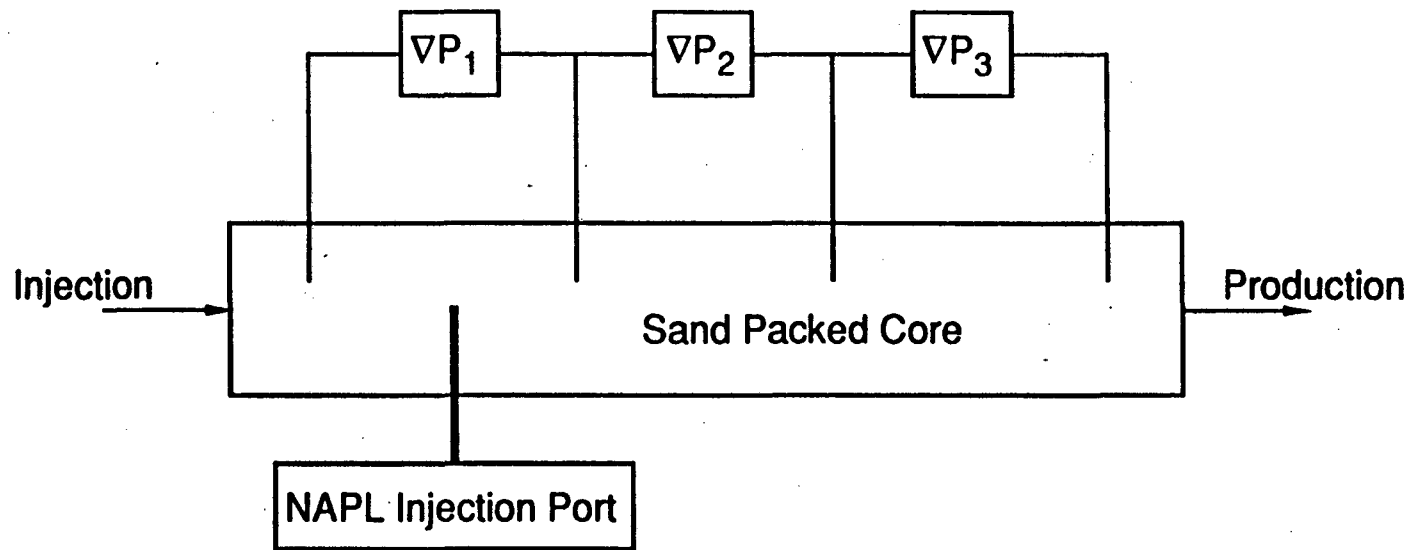 ∇P₁ ∇P₂ ∇P₃
Injection
Production
Sand Packed Core
NAPL Injection Port